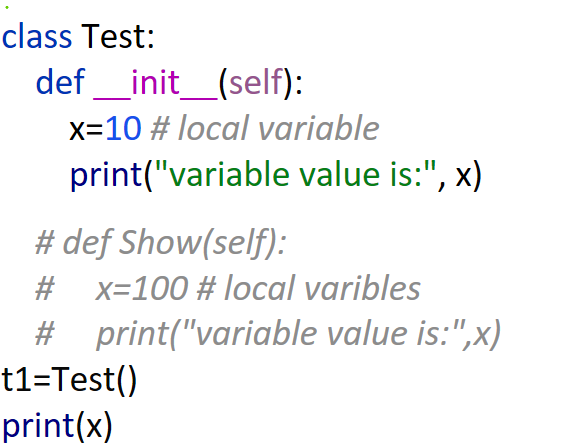 class Test:
def __init__(self):
x=10 # local variable
print("variable value is:", x)
# def Show(self):
# x=100 # local varibles
# print("variable value is:",x)
t1=Test()
print(x)